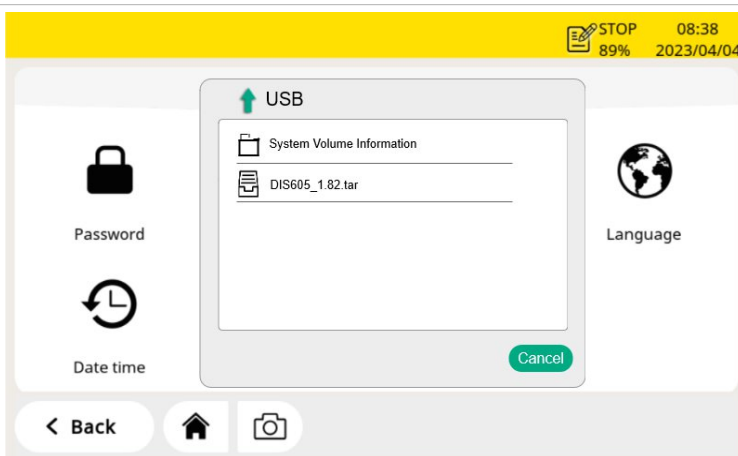 STOP 08:38
89% 2023/04/04
USB
System Volume Information
DIS605_1.82.tar
Password
Language
Cancel
Date time
Back